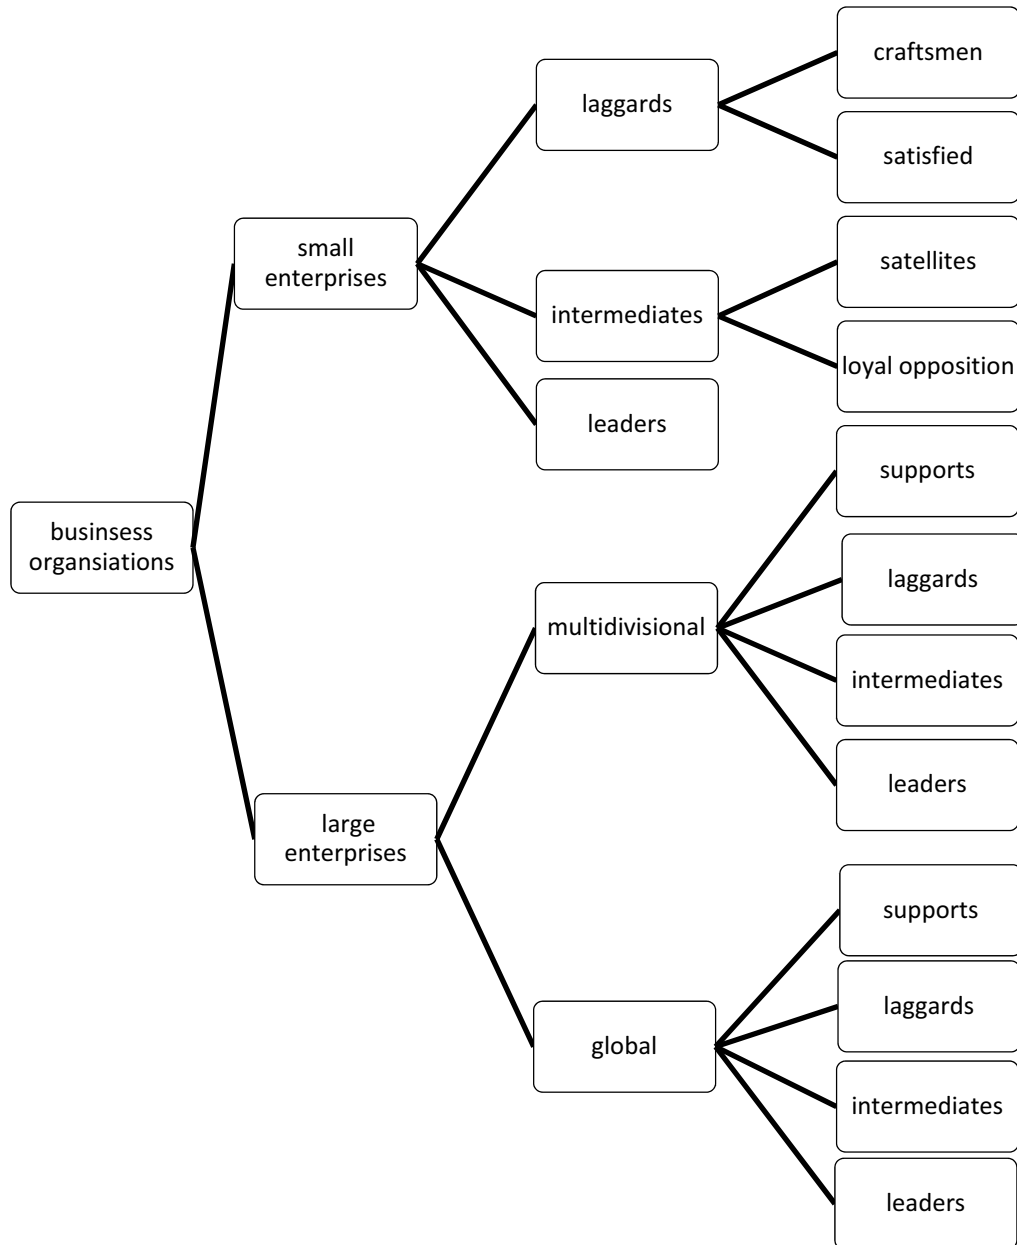 businsess
organsiations
small
enterprises
laggards
craftsmen
satisfied
intermediates
satellites
loyal opposition
leaders
large
enterprises
multidivisional
supports
laggards
intermediates
leaders
global
supports
laggards
intermediates
leaders